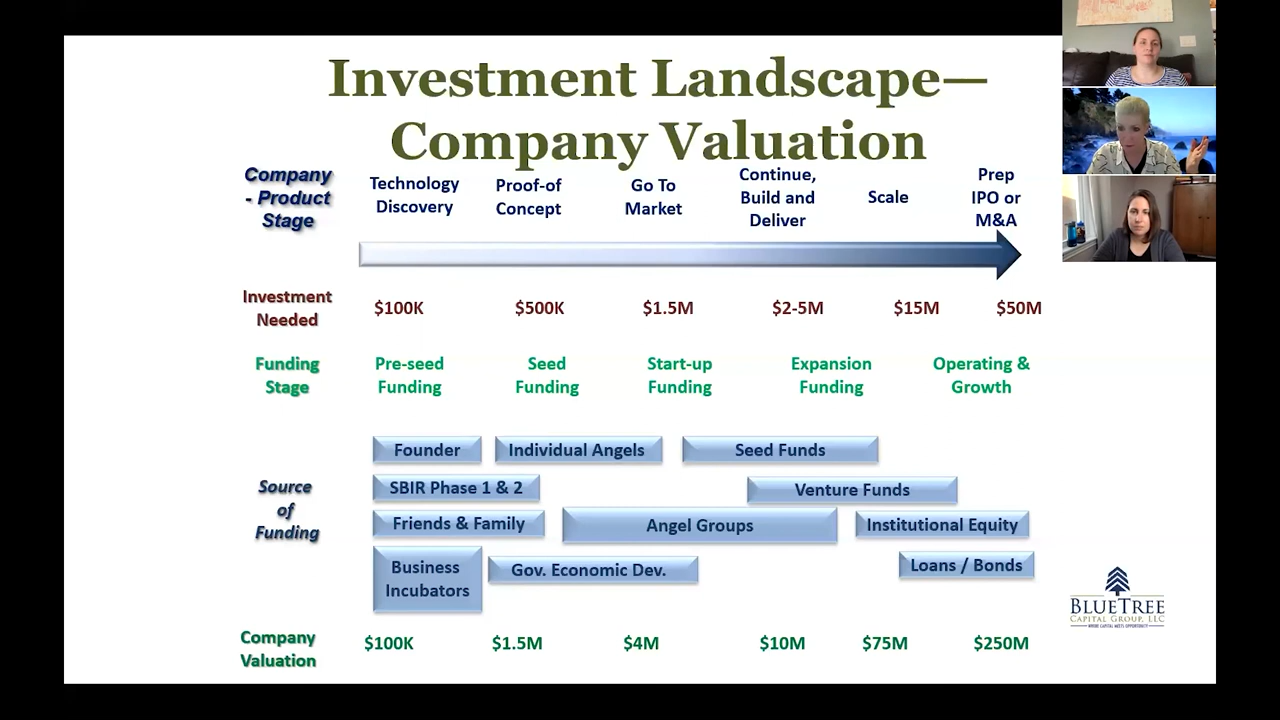 Investment Landscape—
Company Valuation
Company
- Product
Stage
Technology
Discovery
Proof-of
Concept
Go To
Market
Continue,
Build and
Deliver
Scale
Prep
IPO or
M&A
Investment
Needed
$100K
$500K
$1.5M
$2-5M
$15M
$50M
Funding
Stage
Pre-seed
Funding
Seed
Funding
Start-up
Funding
Expansion
Funding
Operating &
Growth
Source
of
Funding
Founder
Individual Angels
Seed Funds
SBIR Phase 1 & 2
Venture Funds
Friends & Family
Angel Groups
Institutional Equity
Business
Incubators
Gov. Economic Dev.
Loans / Bonds
Company
Valuation
$100K
$1.5M
$4M
$10M
$75M
$250M
BLUETREE
CAPITAL GROUP, LLC
WHERE CAPITAL MEETS OPPORTUNITY